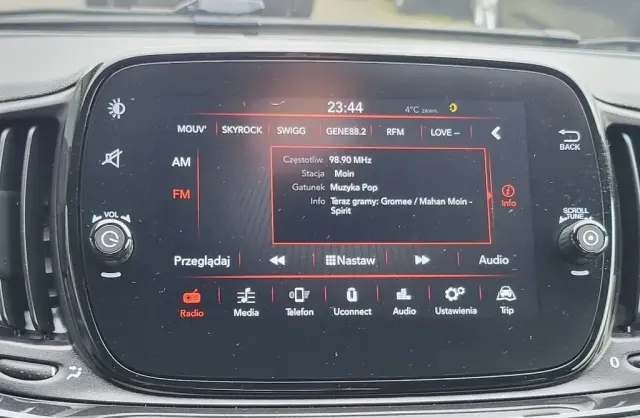 23:44
4°C zewn.
MOUV' SKYROCK SWIGG GENE88.2 RFM LOVE --
AM
FM
Częstotliw. 98.90 MHz
Stacja Moin
Gatunek Muzyka Pop
Info Teraz gramy: Gromee / Mahan Moin -
Spirit
Info
BACK
VOL
SCROLL
TUNE
Przeglądaj Nastaw Audio
Radio Media Telefon Uconnect Audio Ustawienia Trip
0